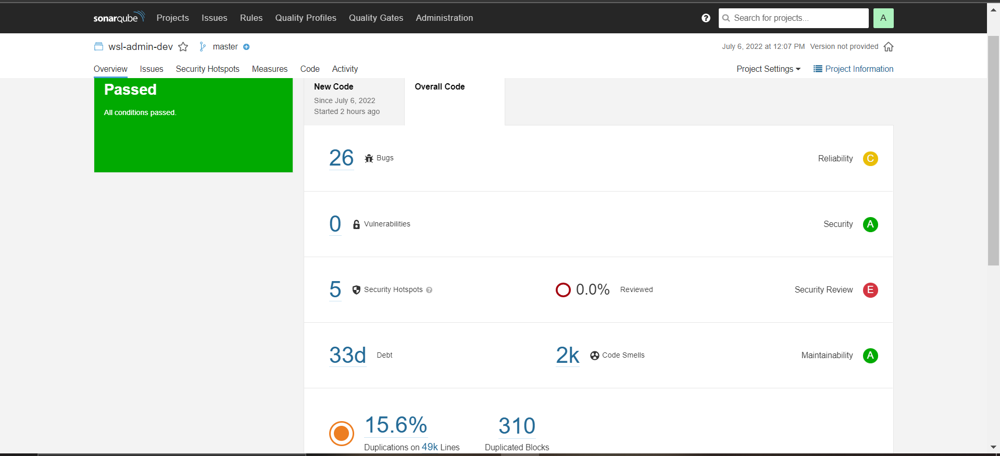 sonarqube Projects Issues Rules Quality Profiles Quality Gates Administration ? Search for projects... A
wsl-admin-dev master July 6, 2022 at 12:07 PM Version not provided
Overview Issues Security Hotspots Measures Code Activity Project Settings Project Information
Passed
All conditions passed.
New Code
Since July 6, 2022
Started 2 hours ago
Overall Code
26 Bugs Reliability C
0 Vulnerabilities Security A
5 Security Hotspots ? 0.0% Reviewed Security Review E
33d Debt 2k Code Smells Maintainability A
15.6% 310
Duplications on 49k Lines Duplicated Blocks